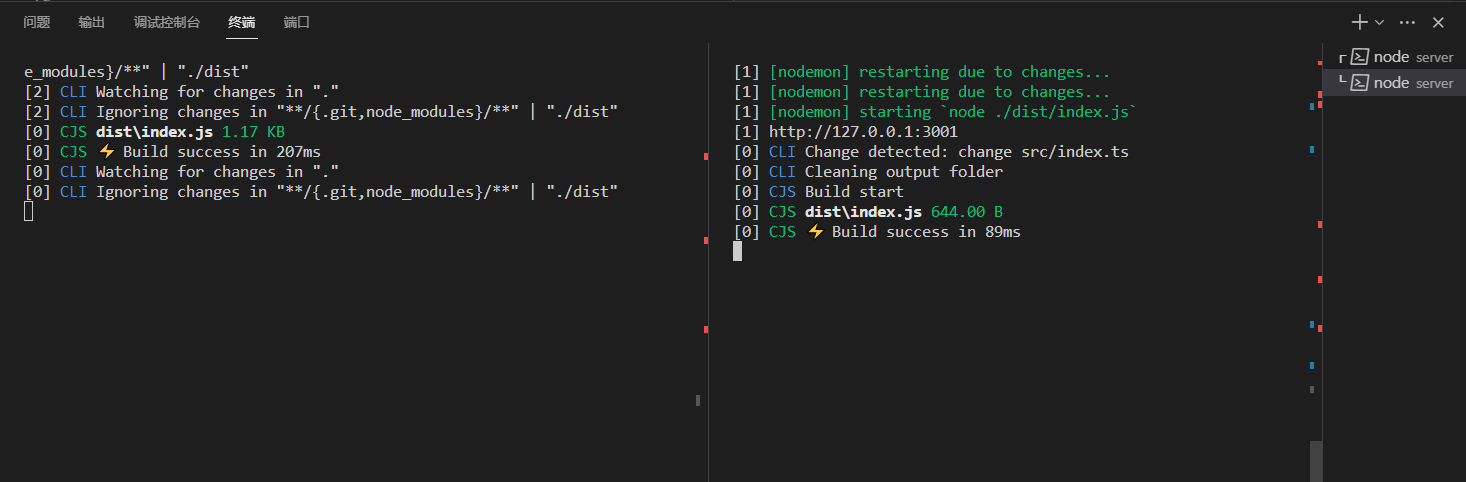 问题 输出 调试控制台 终端 端口
e_modules}/**" | "./dist"
[2] CLI Watching for changes in "."
[2] CLI Ignoring changes in "**/{.git,node_modules}/**" | "./dist"
[0] CJS dist\index.js 1.17 KB
[0] CJS ⚡ Build success in 207ms
[0] CLI Watching for changes in "."
[0] CLI Ignoring changes in "**/{.git,node_modules}/**" | "./dist"
[1] [nodemon] restarting due to changes...
[1] [nodemon] restarting due to changes...
[1] [nodemon] starting `node ./dist/index.js`
[1] http://127.0.0.1:3001
[0] CLI Change detected: change src/index.ts
[0] CLI Cleaning output folder
[0] CJS Build start
[0] CJS dist\index.js 644.00 B
[0] CJS ⚡ Build success in 89ms
node server
node server